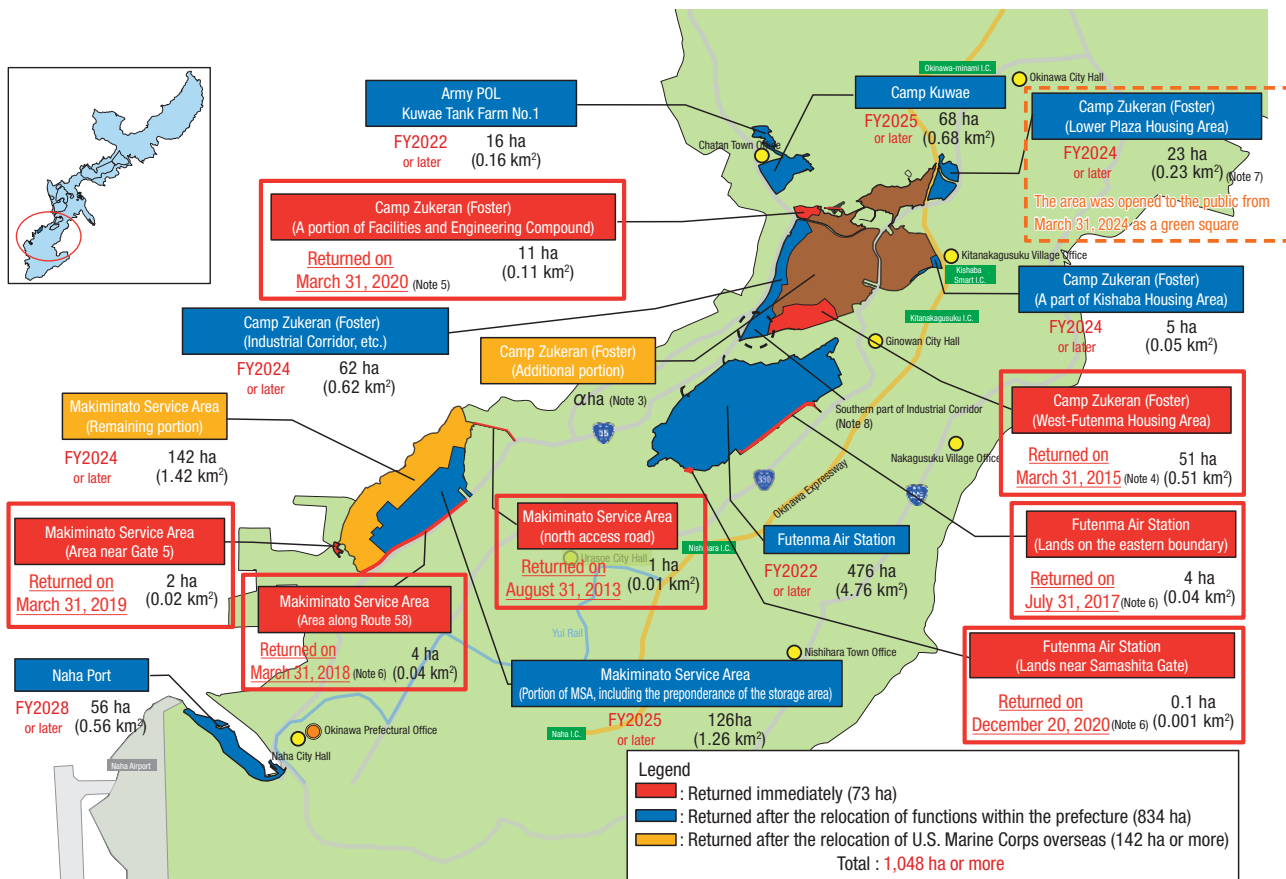 Okinawa-minami I.C.
Okinawa City Hall
Army POL
Kuwae Tank Farm No.1
FY2022
or later
16 ha
(0.16 km²)
Camp Kuwae
FY2025
or later
68 ha
(0.68 km²)
Chatan Town Office
Camp Zukeran (Foster)
(Lower Plaza Housing Area)
FY2024
or later
23 ha
(0.23 km²) (Note 7)
The area was opened to the public from
March 31, 2024 as a green square
Camp Zukeran (Foster)
(A portion of Facilities and Engineering Compound)
Returned on
March 31, 2020 (Note 5)
11 ha
(0.11 km²)
Kitanakagusuku Village Office
Kishaba
Smart I.C.
Camp Zukeran (Foster)
(A part of Kishaba Housing Area)
FY2024
or later
5 ha
(0.05 km²)
Camp Zukeran (Foster)
(Industrial Corridor, etc.)
FY2024
or later
62 ha
(0.62 km²)
Kitanakagusuku I.C.
Ginowan City Hall
Camp Zukeran (Foster)
(Additional portion)
αha (Note 3)
Makiminato Service Area
(Remaining portion)
FY2024
or later
142 ha
(1.42 km²)
Camp Zukeran (Foster)
(West-Futenma Housing Area)
Returned on
March 31, 2015 (Note 4)
51 ha
(0.51 km²)
Southern part of Industrial Corridor
(Note 8)
Nakagusuku Village Office
330
Okinawa Expressway
Makiminato Service Area
(Area near Gate 5)
Returned on
March 31, 2019
2 ha
(0.02 km²)
Makiminato Service Area
(north access road)
Returned on
August 31, 2013
1 ha
(0.01 km²)
Urasoe City Hall
Nishihara I.C.
Futenma Air Station
FY2022
or later
476 ha
(4.76 km²)
Futenma Air Station
(Lands on the eastern boundary)
Returned on
July 31, 2017 (Note 6)
4 ha
(0.04 km²)
Makiminato Service Area
(Area along Route 58)
Returned on
March 31, 2018 (Note 6)
4 ha
(0.04 km²)
Yui Rail
Nishihara Town Office
Futenma Air Station
(Lands near Samashita Gate)
Returned on
December 20, 2020 (Note 6)
0.1 ha
(0.001 km²)
Naha Port
FY2028
or later
56 ha
(0.56 km²)
Makiminato Service Area
(Portion of MSA, including the preponderance of the storage area)
FY2025
or later
126ha
(1.26 km²)
Okinawa Prefectural Office
Naha City Hall
Naha I.C.
Naha Airport
Legend
: Returned immediately (73 ha)
: Returned after the relocation of functions within the prefecture (834 ha)
: Returned after the relocation of U.S. Marine Corps overseas (142 ha or more)
Total : 1,048 ha or more